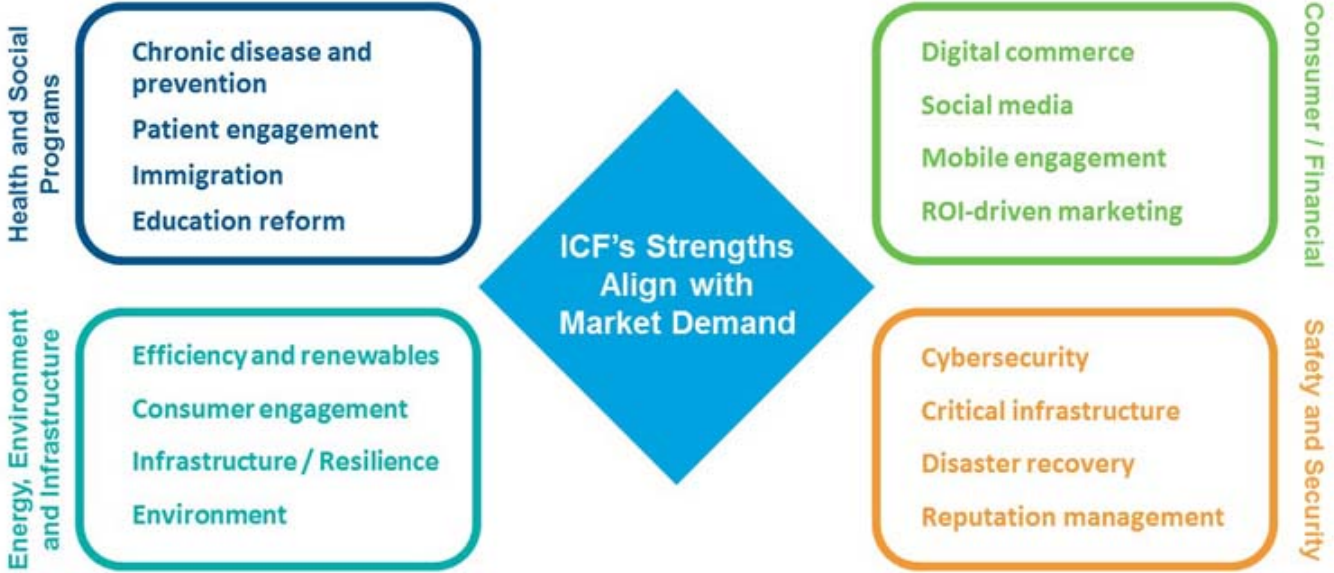 Health and Social
Programs
Chronic disease and
prevention
Patient engagement
Immigration
Education reform
ICF’s Strengths
Align with
Market Demand
Digital commerce
Social media
Mobile engagement
ROI-driven marketing
Consumer / Financial
Energy, Environment
and Infrastructure
Efficiency and renewables
Consumer engagement
Infrastructure / Resilience
Environment
Cybersecurity
Critical infrastructure
Disaster recovery
Reputation management
Safety and Security